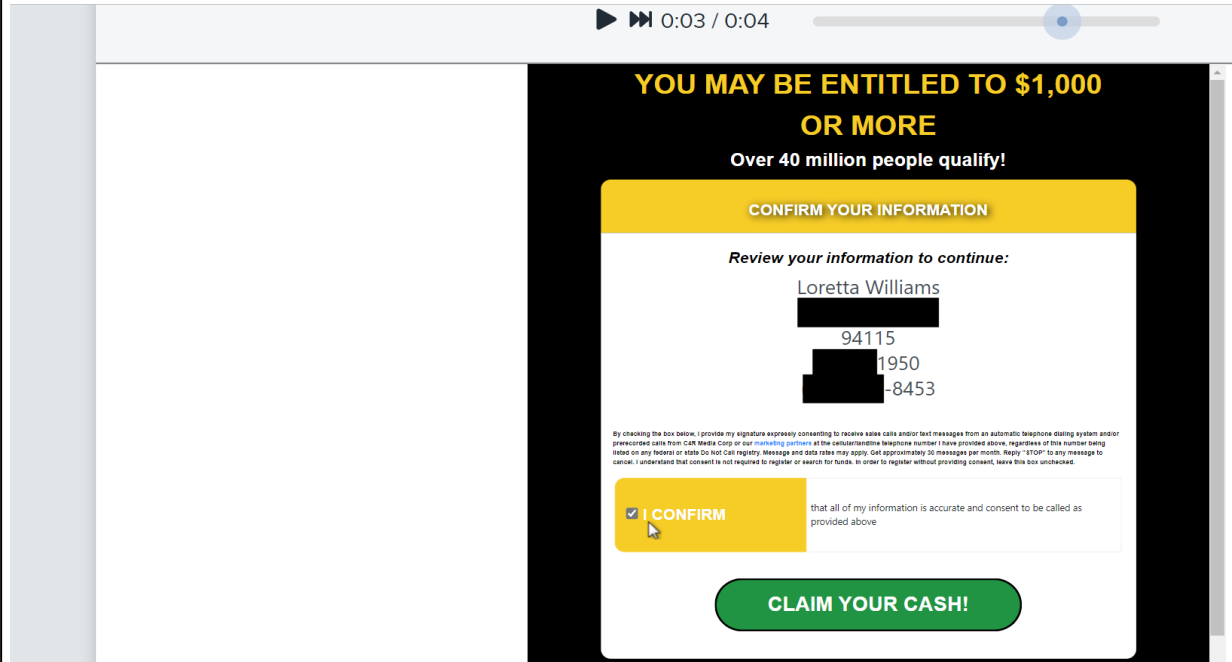 0:03 / 0:04
YOU MAY BE ENTITLED TO $1,000
OR MORE
Over 40 million people qualify!
CONFIRM YOUR INFORMATION
Review your information to continue:
Loretta Williams
94115
1950
-8453
By checking the box below, I provide my signature expressly consenting to receive sales calls and/or text messages from an automatic telephone dialing system and/or
prerecorded calls from C4R Media Corp or our marketing partners at the cellular/landline telephone number I have provided above, regardless of this number being
listed on any federal or state Do Not Call registry. Message and data rates may apply. Get approximately 30 messages per month. Reply "STOP" to any message to
cancel. I understand that consent is not required to register or search for funds. In order to register without providing consent, leave this box unchecked.
I CONFIRM
that all of my information is accurate and consent to be called as
provided above
CLAIM YOUR CASH!